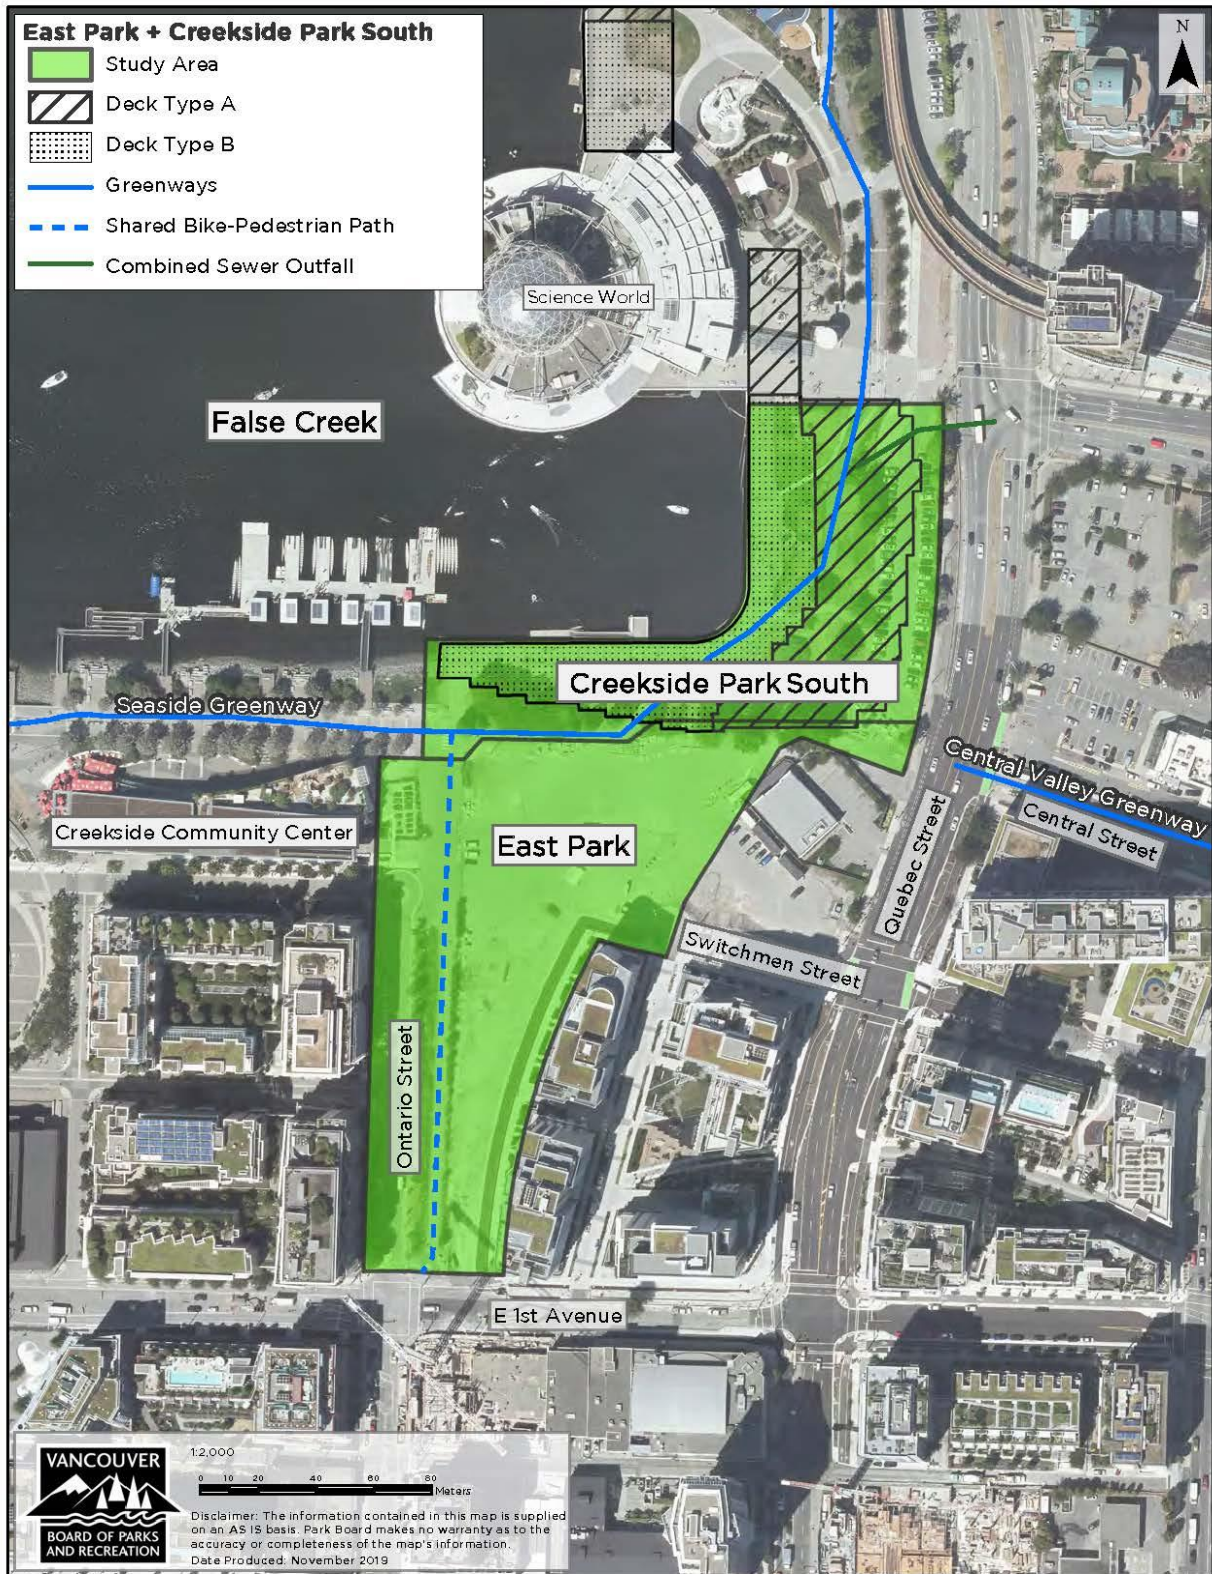 East Park + Creekside Park South
Study Area
Deck Type A
Deck Type B
Greenways
Shared Bike-Pedestrian Path
Combined Sewer Outfall
N
Science World
False Creek
Creekside Park South
Seaside Greenway
Central Valley Greenway
Central Street
Creekside Community Center
East Park
Quebec Street
Switchmen Street
Ontario Street
E 1st Avenue
VANCOUVER
BOARD OF PARKS
AND RECREATION
1:2,000
0 10 20 40 60 80
Meters
Disclaimer: The information contained in this map is supplied
on an AS IS basis. Park Board makes no warranty as to the
accuracy or completeness of the map's information.
Date Produced: November 2019